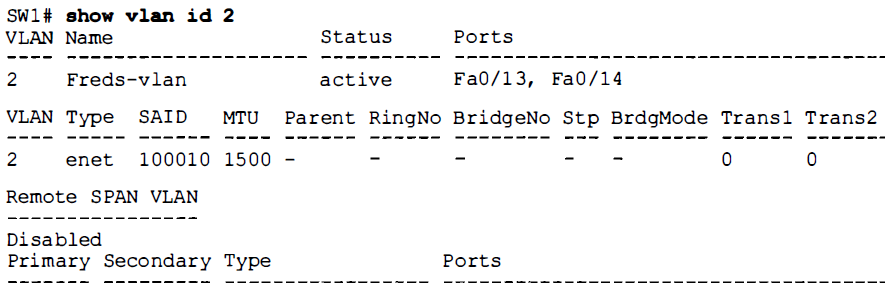 SW1# show vlan id 2
VLAN Name Status Ports
---- -------------------- --------- -------------------------------
2 Freds-vlan active Fa0/13, Fa0/14
VLAN Type SAID MTU Parent RingNo BridgeNo Stp BrdgMode Trans1 Trans2
---- ----- ------ ---- ------ ------ -------- --- -------- ------ ------
2 enet 100010 1500 - - - - - 0 0
Remote SPAN VLAN
----------------
Disabled
Primary Secondary Type Ports
------- --------- ----------------- -------------------------------